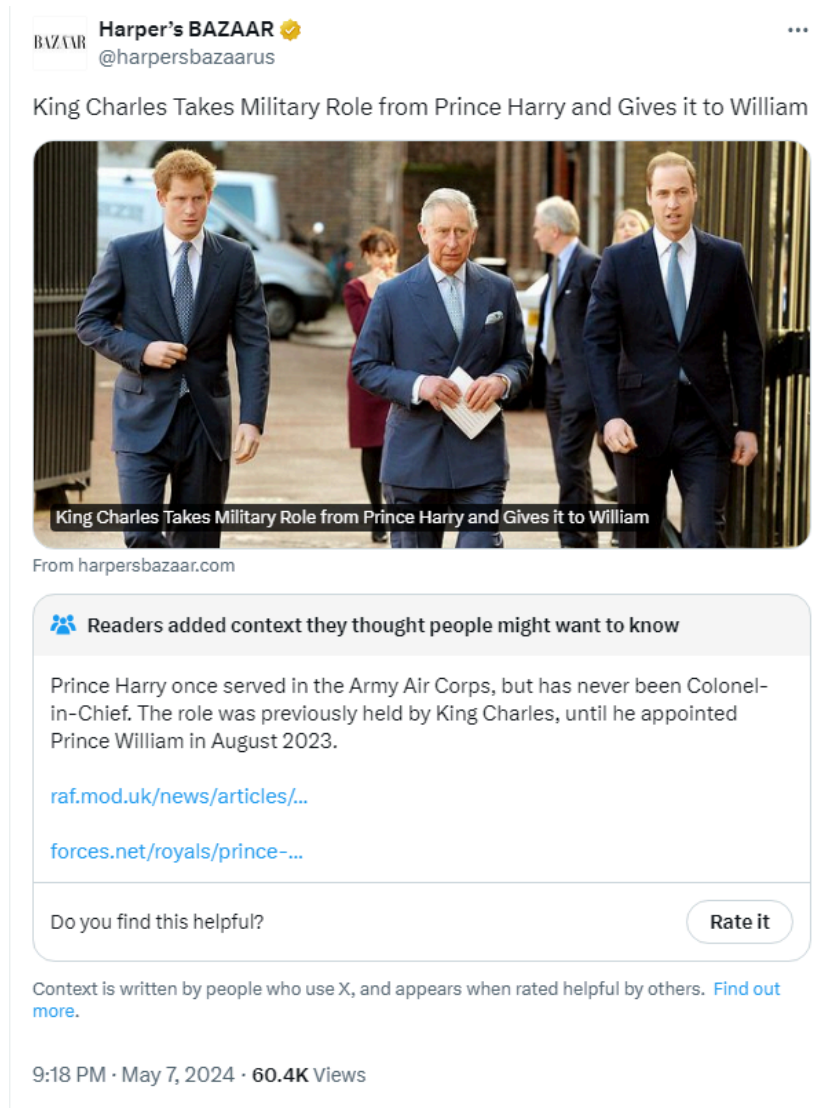 BAZAAR
Harper's BAZAAR
@harpersbazaarus
King Charles Takes Military Role from Prince Harry and Gives it to William
King Charles Takes Military Role from Prince Harry and Gives it to William
From harpersbazaar.com
Readers added context they thought people might want to know
Prince Harry once served in the Army Air Corps, but has never been Colonel-
in-Chief. The role was previously held by King Charles, until he appointed
Prince William in August 2023.
raf.mod.uk/news/articles/...
forces.net/royals/prince-...
Do you find this helpful?
Rate it
Context is written by people who use X, and appears when rated helpful by others. Find out
more.
9:18 PM · May 7, 2024 · 60.4K Views